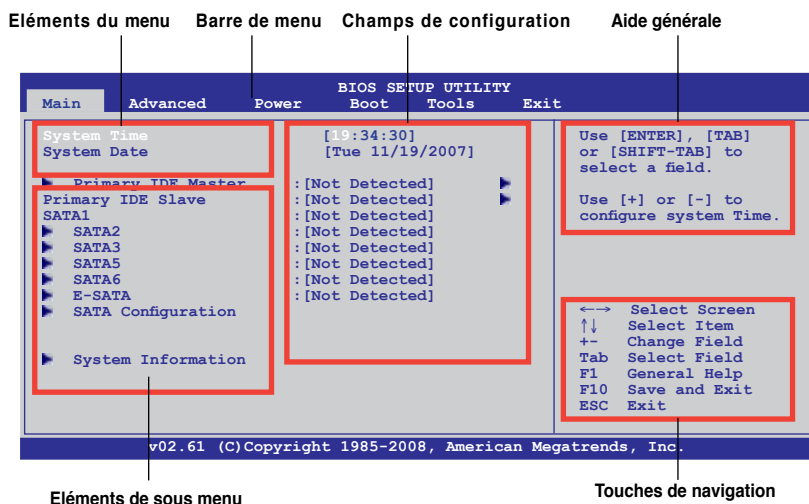 Eléments du menu Barre de menu Champs de configuration Aide générale
BIOS SETUP UTILITY
Main Advanced Power Boot Tools Exit
System Time [19:34:30]
System Date [Tue 11/19/2007]
Primary IDE Master :[Not Detected]
Primary IDE Slave :[Not Detected]
SATA1 :[Not Detected]
SATA2 :[Not Detected]
SATA3 :[Not Detected]
SATA5 :[Not Detected]
SATA6 :[Not Detected]
E-SATA :[Not Detected]
SATA Configuration
System Information
Use [ENTER], [TAB]
or [SHIFT-TAB] to
select a field.
Use [+] or [-] to
configure system Time.
←→ Select Screen
↑↓ Select Item
+- Change Field
Tab Select Field
F1 General Help
F10 Save and Exit
ESC Exit
v02.61 (C)Copyright 1985-2008, American Megatrends, Inc.
Eléments de sous menu Touches de navigation